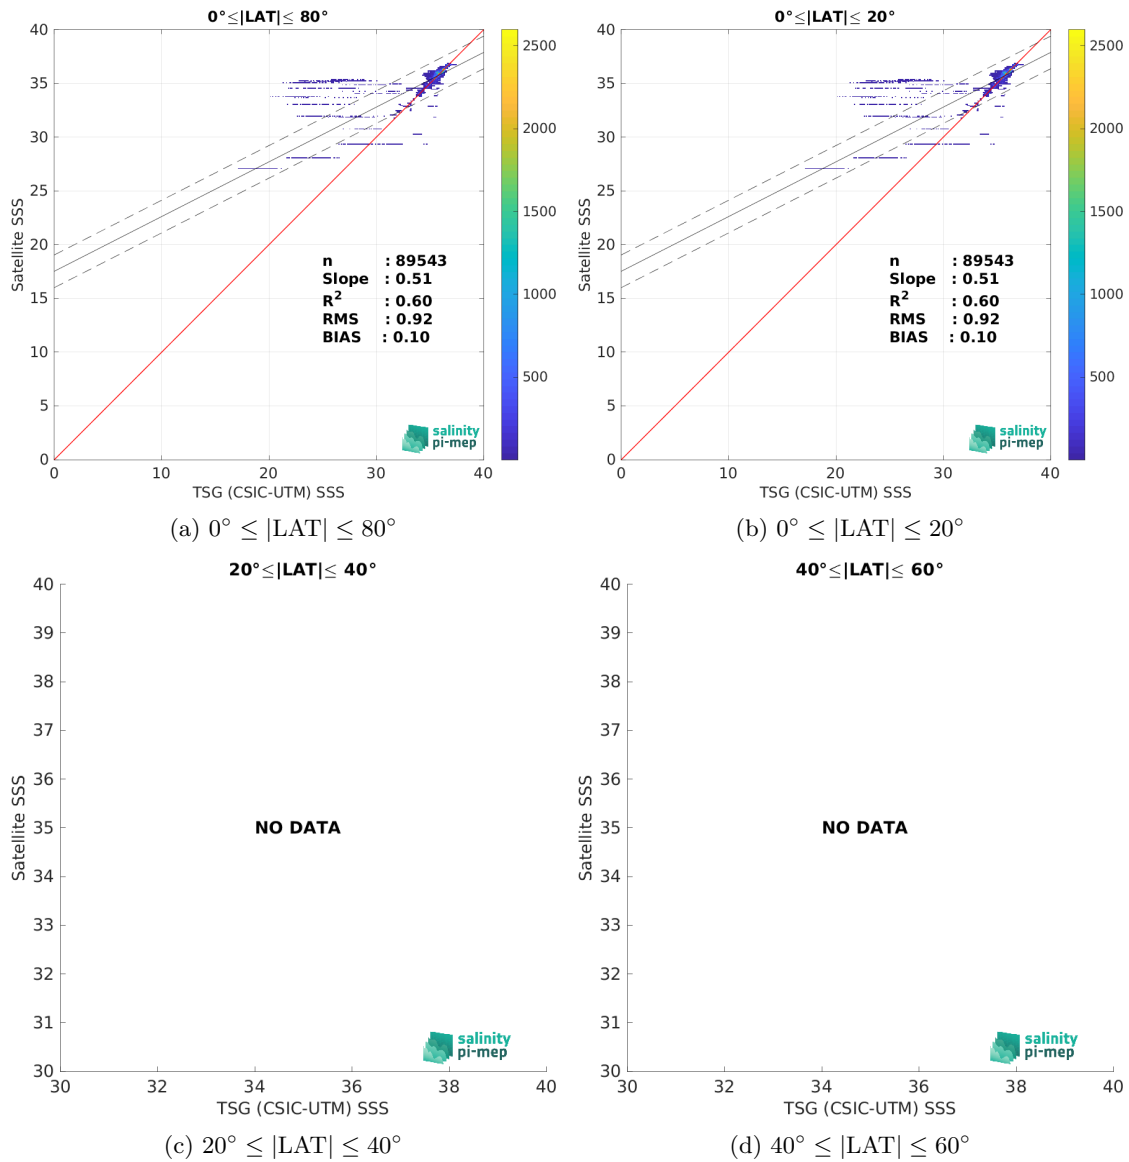 0°≤|LAT|≤ 80°
40
35
30
25
20
15
10
5
0
0
10
20
30
40
Satellite SSS
TSG (CSIC-UTM) SSS
n : 89543
Slope : 0.51
R² : 0.60
RMS : 0.92
BIAS : 0.10
salinity
pi-mep
2500
2000
1500
1000
500
(a) 0° ≤ |LAT| ≤ 80°
0°≤|LAT|≤ 20°
40
35
30
25
20
15
10
5
0
0
10
20
30
40
Satellite SSS
TSG (CSIC-UTM) SSS
n : 89543
Slope : 0.51
R² : 0.60
RMS : 0.92
BIAS : 0.10
salinity
pi-mep
2500
2000
1500
1000
500
(b) 0° ≤ |LAT| ≤ 20°
20°≤|LAT|≤ 40°
40
39
38
37
36
35
34
33
32
31
30
30
32
34
36
38
40
Satellite SSS
NO DATA
salinity
pi-mep
TSG (CSIC-UTM) SSS
(c) 20° ≤ |LAT| ≤ 40°
40°≤|LAT|≤ 60°
40
39
38
37
36
35
34
33
32
31
30
30
32
34
36
38
40
Satellite SSS
NO DATA
salinity
pi-mep
TSG (CSIC-UTM) SSS
(d) 40° ≤ |LAT| ≤ 60°